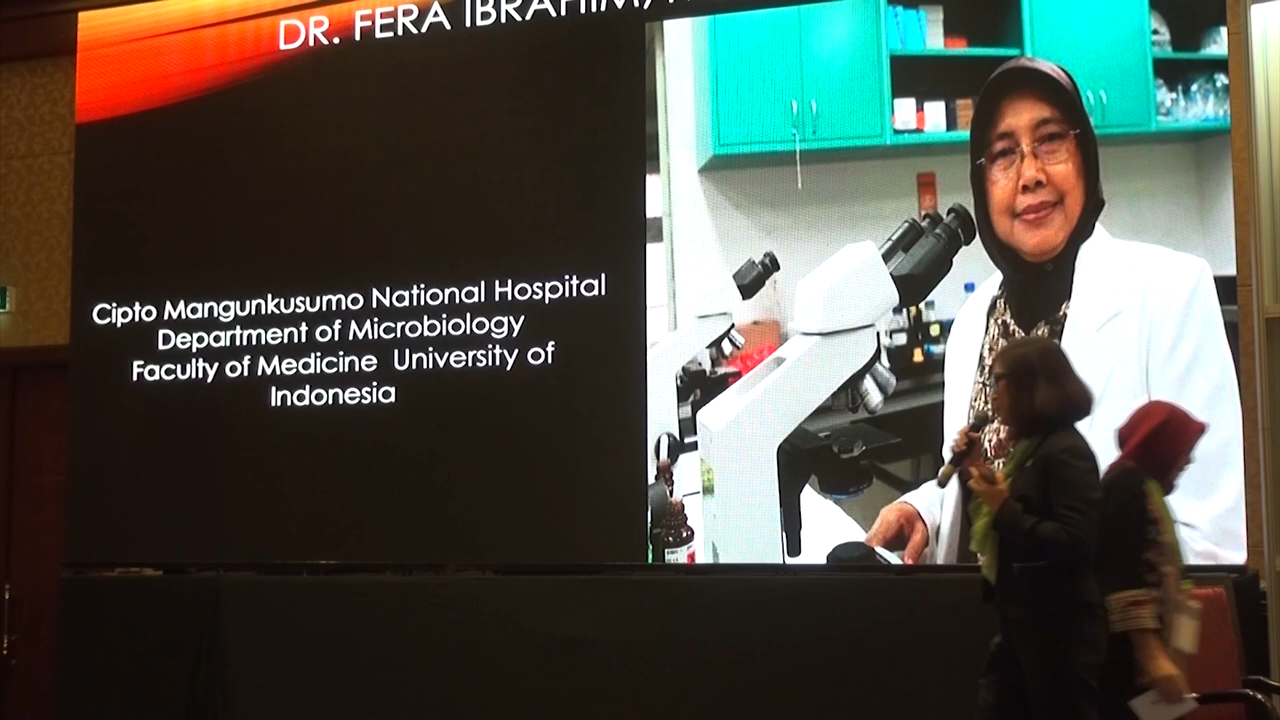 DR. FERA IBRAHIM
Cipto Mangunkusumo National Hospital
Department of Microbiology
Faculty of Medicine University of
Indonesia